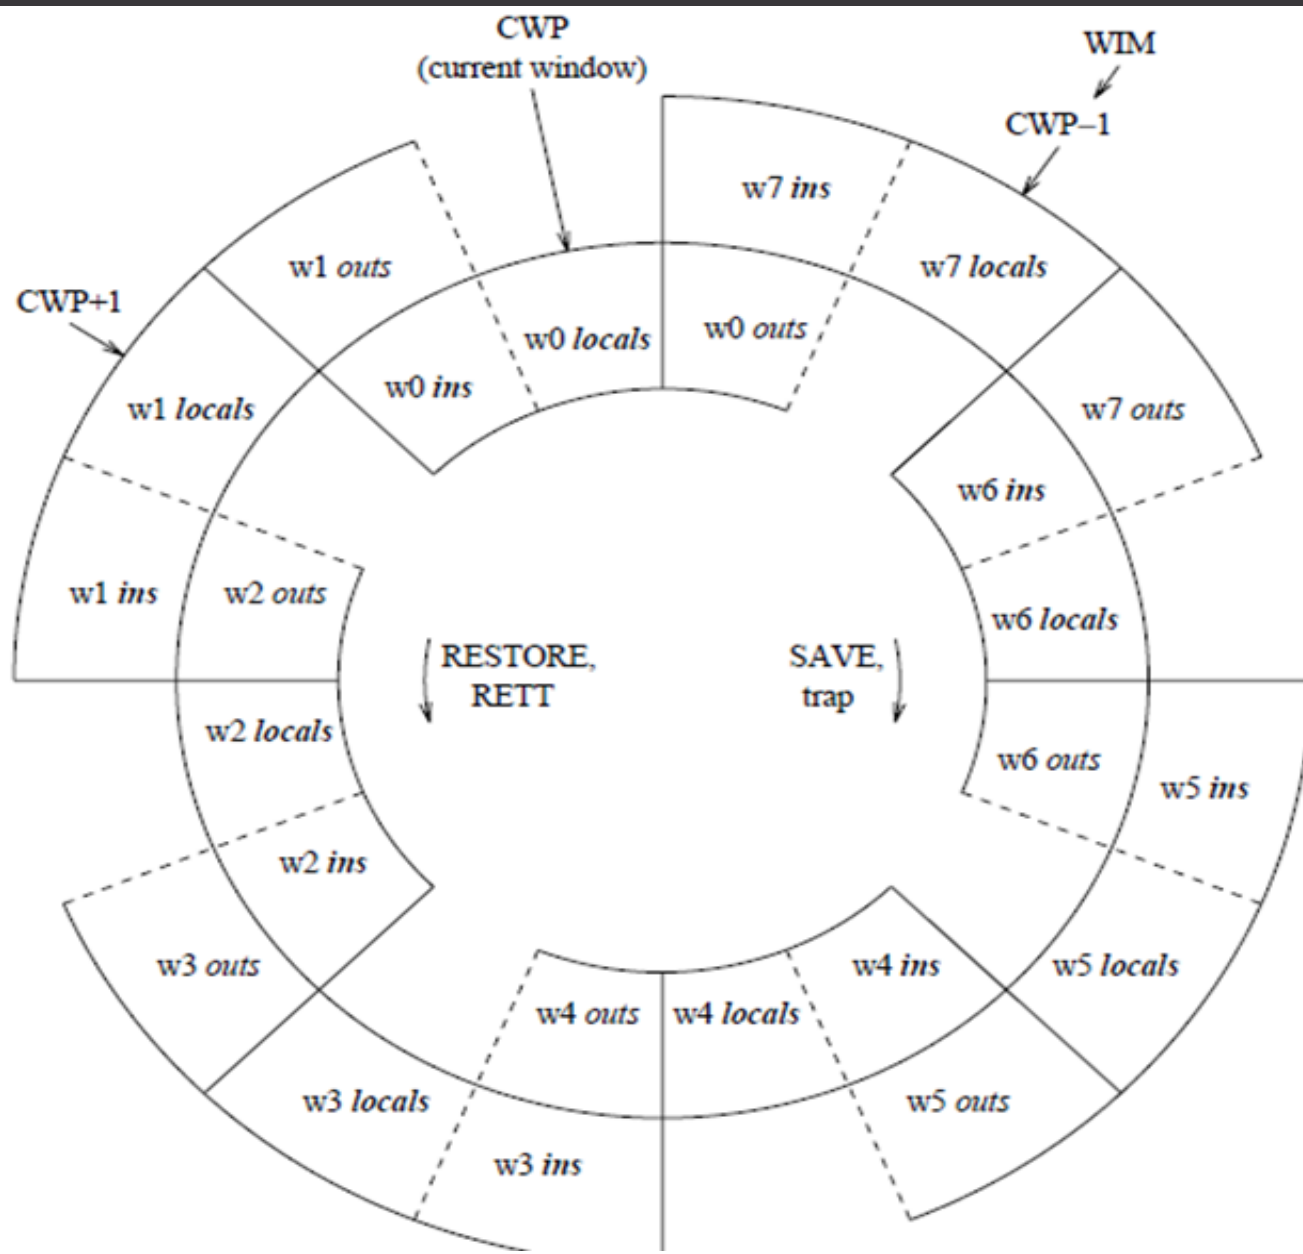 CWP
(current window)
WIM
CWP–1
w7 ins
w1 outs
w7 locals
CWP+1
w0 locals
w0 outs
w0 ins
w1 locals
w7 outs
w6 ins
w1 ins
w2 outs
w6 locals
RESTORE,
RETT
SAVE,
trap
w2 locals
w6 outs
w5 ins
w2 ins
w3 outs
w4 ins
w5 locals
w4 outs
w4 locals
w3 locals
w5 outs
w3 ins